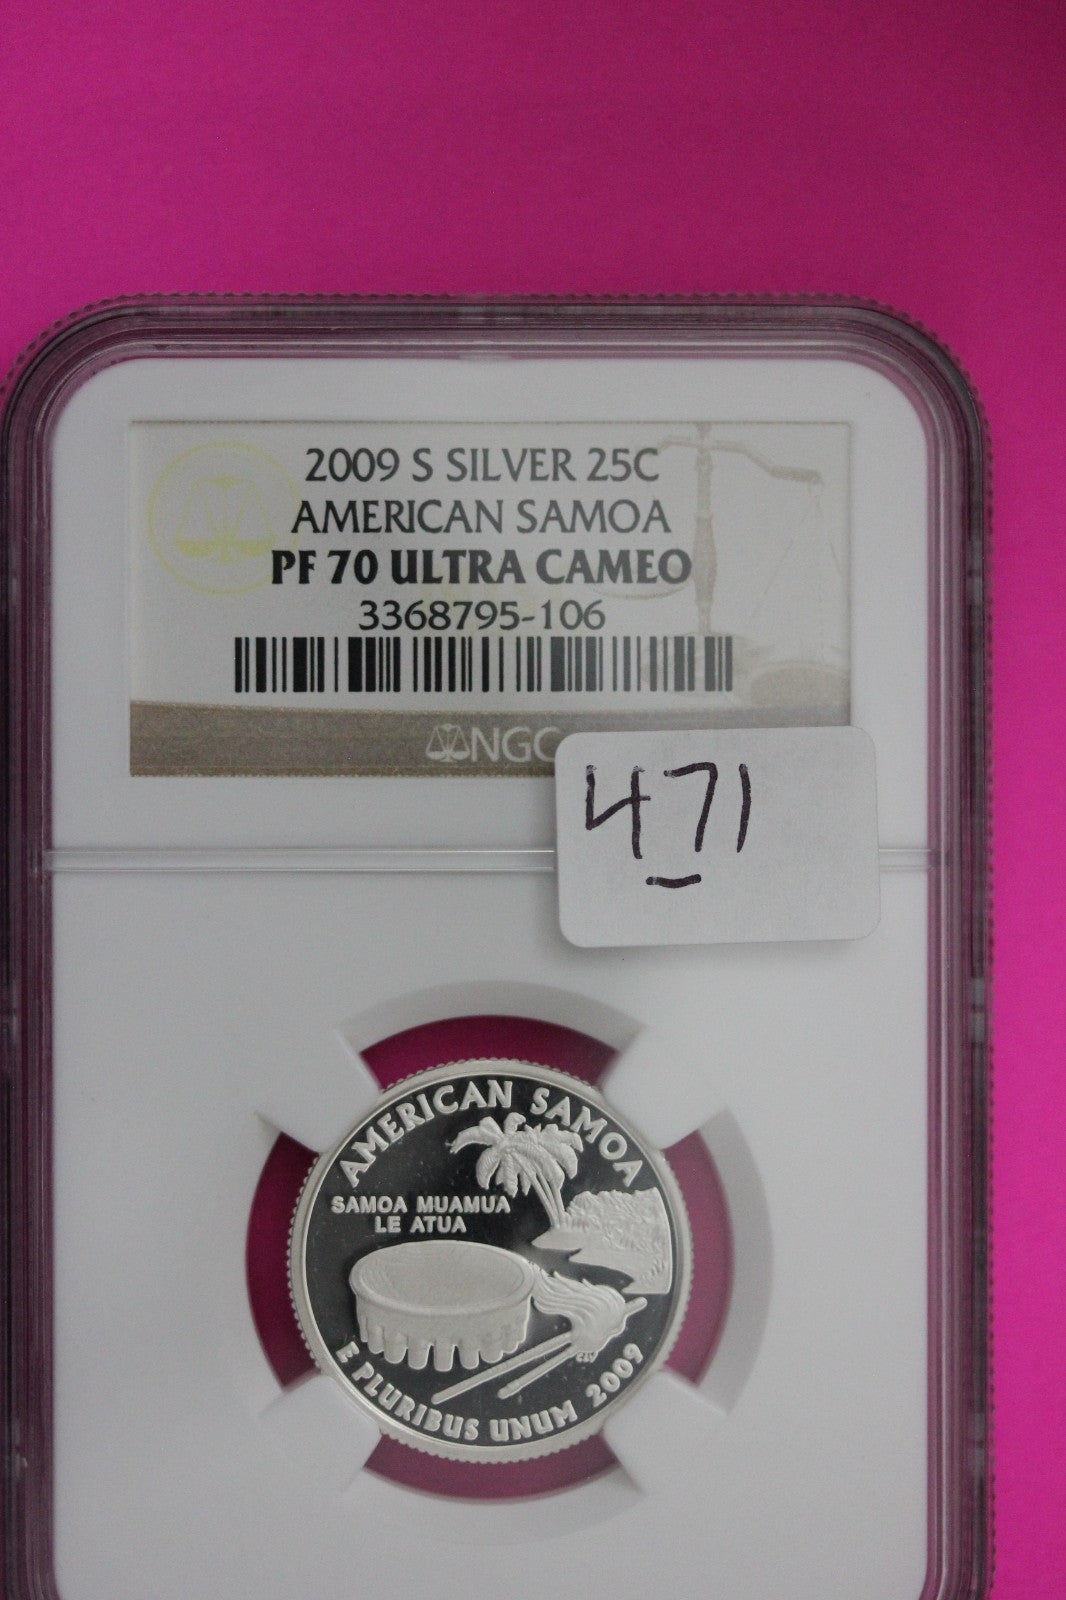 2009 S SILVER 25C
AMERICAN SAMOA
PF 70 ULTRA CAMEO
3368795-106
NGC
471
AMERICAN SAMOA
SAMOA MUAMUA
LE ATUA
E PLURIBUS UNUM 2009